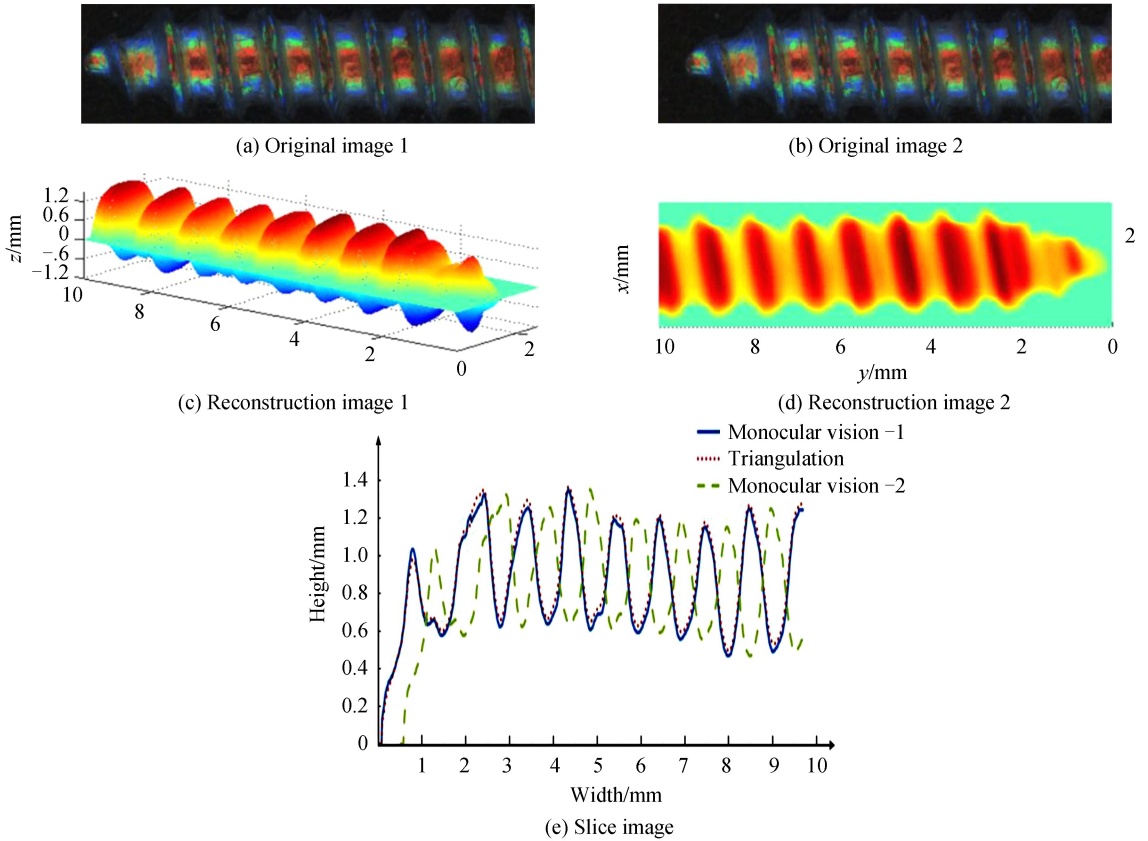 (a) Original image 1
(b) Original image 2
z/mm
1.2
0.6
0
−.6
−1.2
10
8
6
4
2
0
2
(c) Reconstruction image 1
x/mm
2
10
8
6
4
2
0
y/mm
(d) Reconstruction image 2
Monocular vision −1
Triangulation
Monocular vision −2
Height/mm
1.4
1.2
1.0
0.8
0.6
0.4
0.2
0
1 2 3 4 5 6 7 8 9 10
Width/mm
(e) Slice image